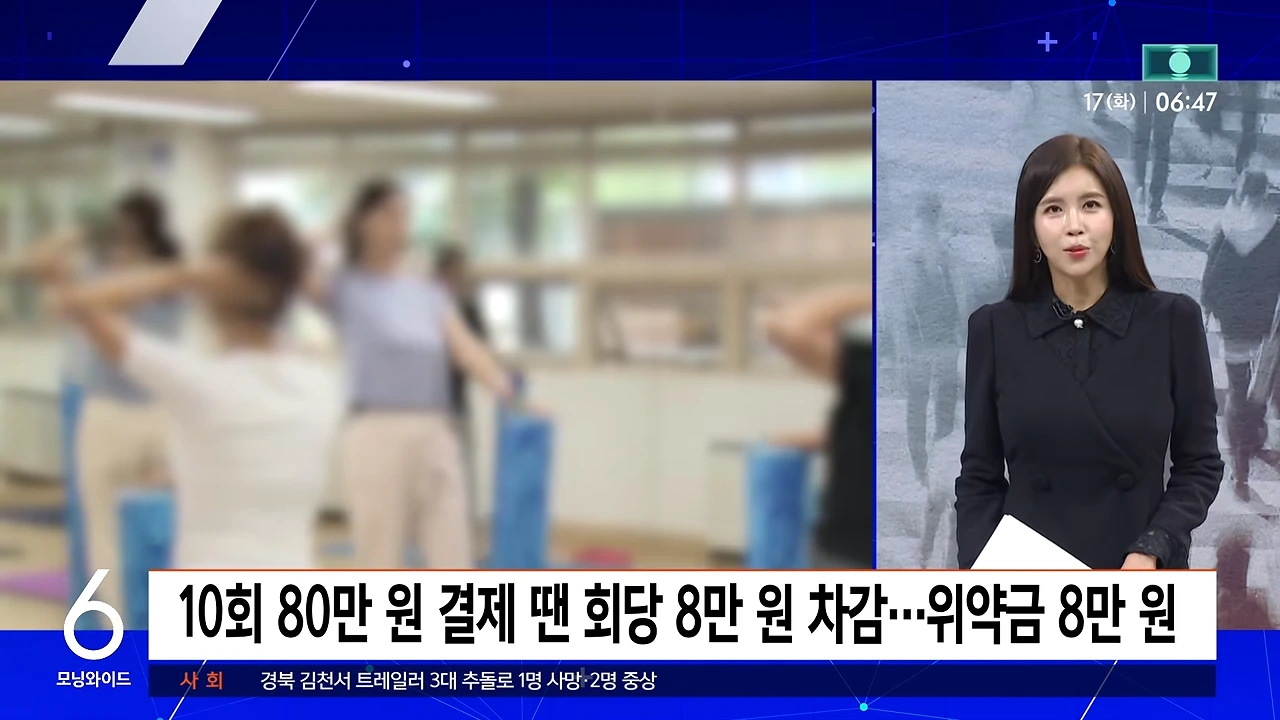 17(화) | 06:47
10회 80만 원 결제 땐 회당 8만 원 차감…위약금 8만 원
6
모닝와이드
사회 경북 김천서 트레일러 3대 추돌로 1명 사망·2명 중상